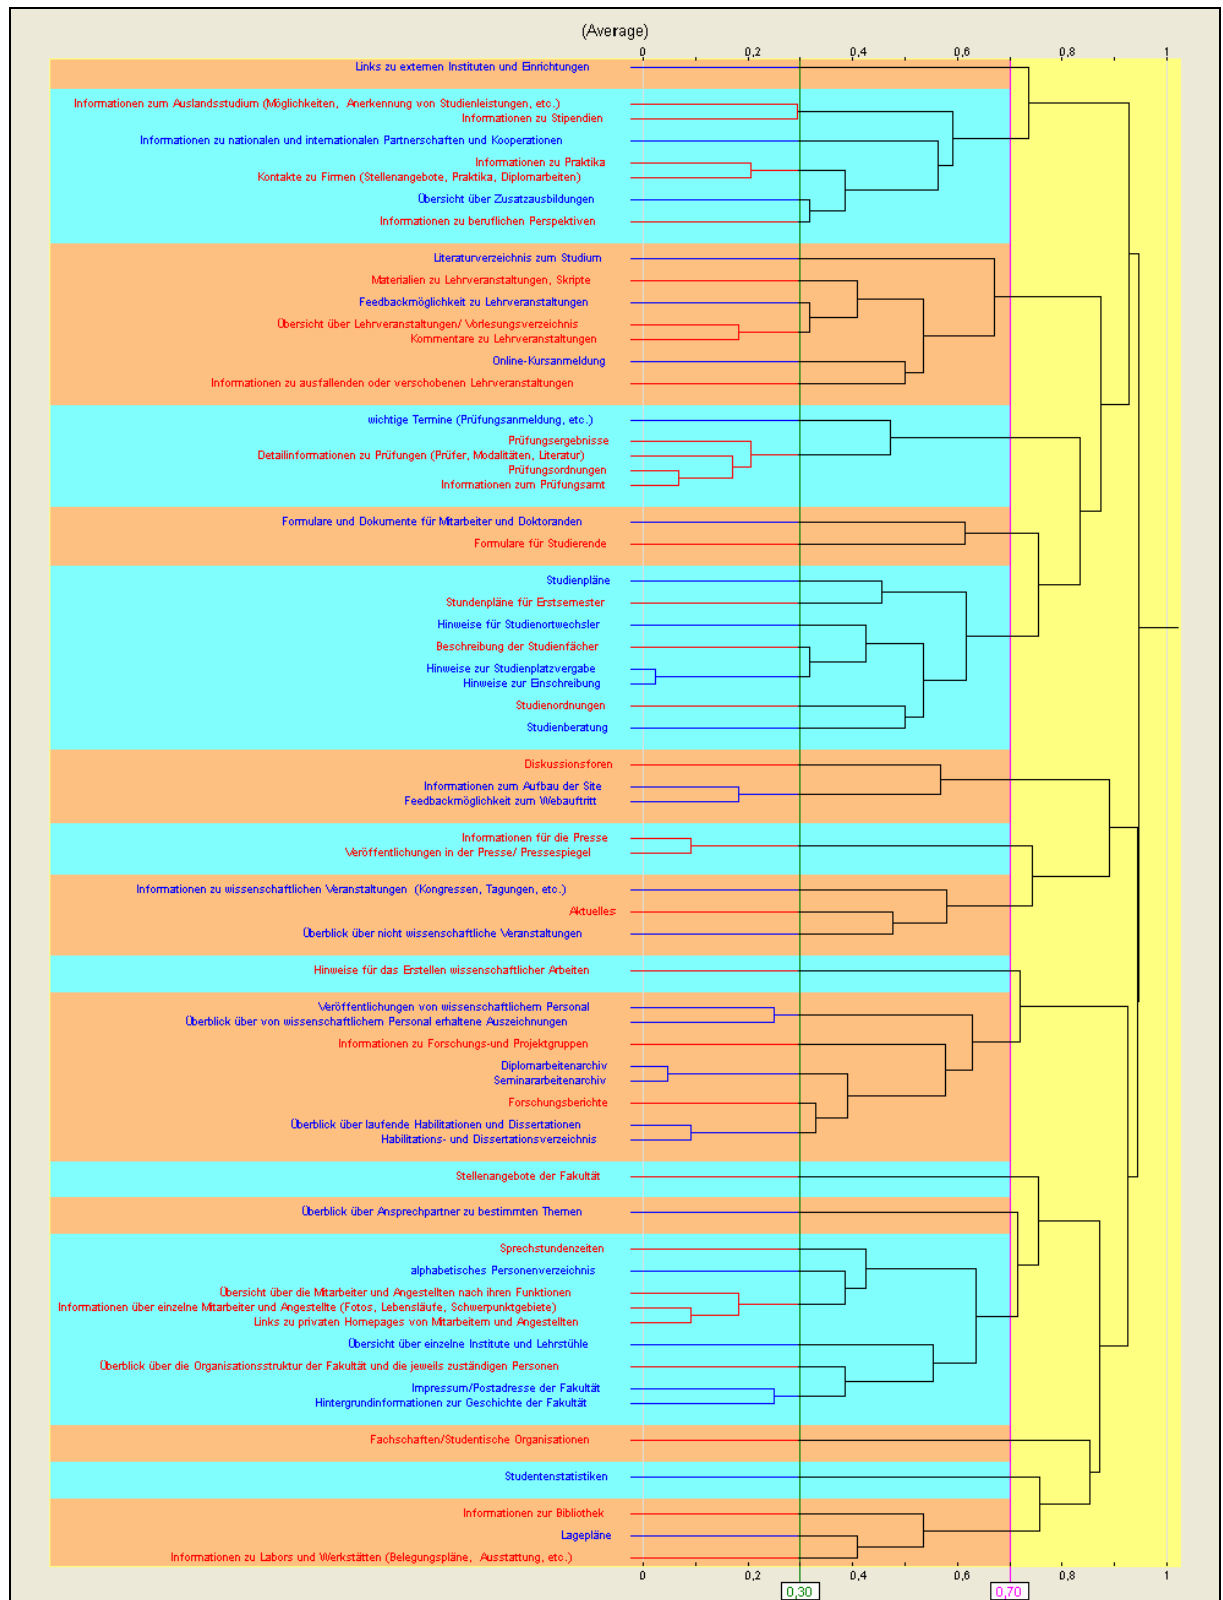 (Average)
0 0,2 0,4 0,6 0,8 1
Links zu externen Instituten und Einrichtungen
Informationen zum Auslandsstudium (Möglichkeiten, Anerkennung von Studienleistungen, etc.)
Informationen zu Stipendien
Informationen zu nationalen und internationalen Partnerschaften und Kooperationen
Informationen zu Praktika
Kontakte zu Firmen (Stellenangebote, Praktika, Diplomarbeiten)
Übersicht über Zusatzausbildungen
Informationen zu beruflichen Perspektiven
Literaturverzeichnis zum Studium
Materialien zu Lehrveranstaltungen, Skripte
Feedbackmöglichkeit zu Lehrveranstaltungen
Übersicht über Lehrveranstaltungen/ Vorlesungsverzeichnis
Kommentare zu Lehrveranstaltungen
Online-Kursanmeldung
Informationen zu ausfallenden oder verschobenen Lehrveranstaltungen
wichtige Termine (Prüfungsanmeldung, etc.)
Prüfungsergebnisse
Detailinformationen zu Prüfungen (Prüfer, Modalitäten, Literatur)
Prüfungsordnungen
Informationen zum Prüfungsamt
Formulare und Dokumente für Mitarbeiter und Doktoranden
Formulare für Studierende
Studienpläne
Stundenpläne für Erstsemester
Hinweise für Studienortwechsler
Beschreibung der Studienfächer
Hinweise zur Studienplatzvergabe
Hinweise zur Einschreibung
Studienordnungen
Studienberatung
Diskussionsforen
Informationen zum Aufbau der Site
Feedbackmöglichkeit zum Webauftritt
Informationen für die Presse
Veröffentlichungen in der Presse/ Pressespiegel
Informationen zu wissenschaftlichen Veranstaltungen (Kongressen, Tagungen, etc.)
Aktuelles
Überblick über nicht wissenschaftliche Veranstaltungen
Hinweise für das Erstellen wissenschaftlicher Arbeiten
Veröffentlichungen von wissenschaftlichem Personal
Überblick über von wissenschaftlichem Personal erhaltene Auszeichnungen
Informationen zu Forschungs-und Projektgruppen
Diplomarbeitenarchiv
Seminararbeitenarchiv
Forschungsberichte
Überblick über laufende Habilitationen und Dissertationen
Habilitations- und Dissertationsverzeichnis
Stellenangebote der Fakultät
Überblick über Ansprechpartner zu bestimmten Themen
Sprechstundenzeiten
alphabetisches Personenverzeichnis
Übersicht über die Mitarbeiter und Angestellten nach ihren Funktionen
Informationen über einzelne Mitarbeiter und Angestellte (Fotos, Lebensläufe, Schwerpunktgebiete)
Links zu privaten Homepages von Mitarbeitern und Angestellten
Übersicht über einzelne Institute und Lehrstühle
Überblick über die Organisationsstruktur der Fakultät und die jeweils zuständigen Personen
Impressum/Postadresse der Fakultät
Hintergrundinformationen zur Geschichte der Fakultät
Fachschaften/Studentische Organisationen
Studentenstatistiken
Informationen zur Bibliothek
Lagepläne
Informationen zu Labors und Werkstätten (Belegungspläne, Ausstattung, etc.)
0 0,2 0,4 0,6 0,8 1
0,30 0,70